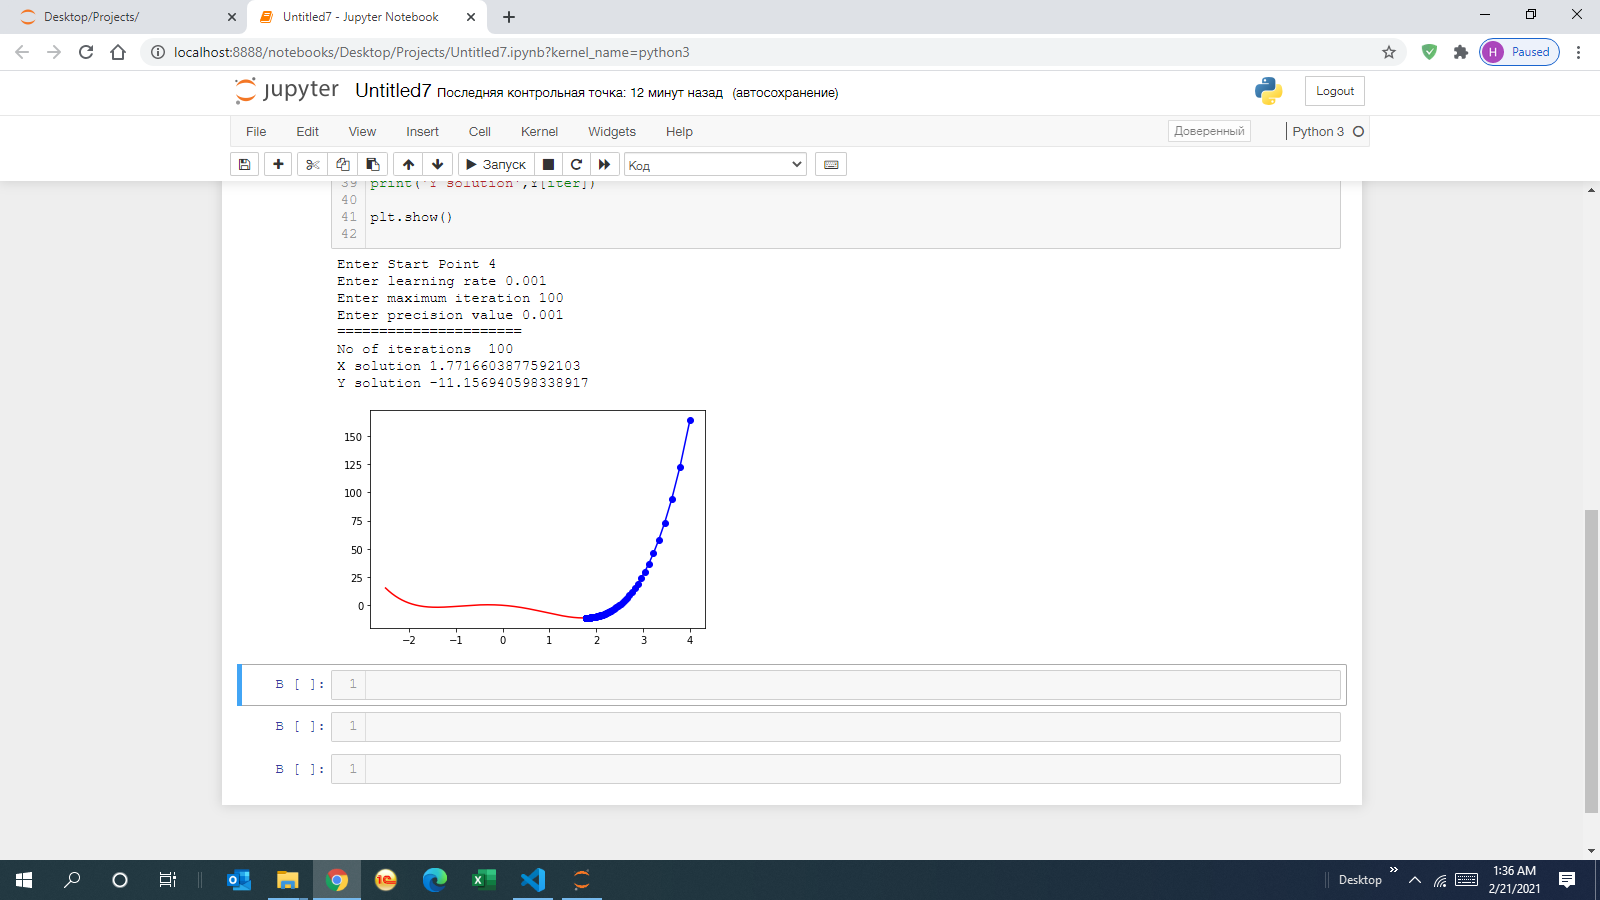 Desktop/Projects/
Untitled7 - Jupyter Notebook
localhost:8888/notebooks/Desktop/Projects/Untitled7.ipynb?kernel_name=python3
H Paused
jupyter Untitled7 Последняя контрольная точка: 12 минут назад (автосохранение)
Logout
File Edit View Insert Cell Kernel Widgets Help
Доверенный
Python 3
Запуск
Код
39 print('Y solution',Y[iter])
40
41 plt.show()
42
Enter Start Point 4
Enter learning rate 0.001
Enter maximum iteration 100
Enter precision value 0.001
======================
No of iterations  100
X solution 1.7716603877592103
Y solution -11.156940598338917
150
125
100
75
50
25
0
−2 −1 0 1 2 3 4
В [ ]: 1
В [ ]: 1
В [ ]: 1
Desktop
1:36 AM
2/21/2021